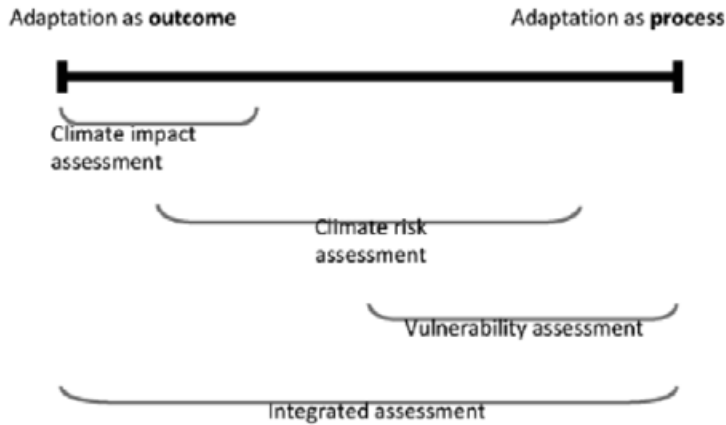 Adaptation as outcome
Adaptation as process
Climate impact
assessment
Climate risk
assessment
Vulnerability assessment
Integrated assessment